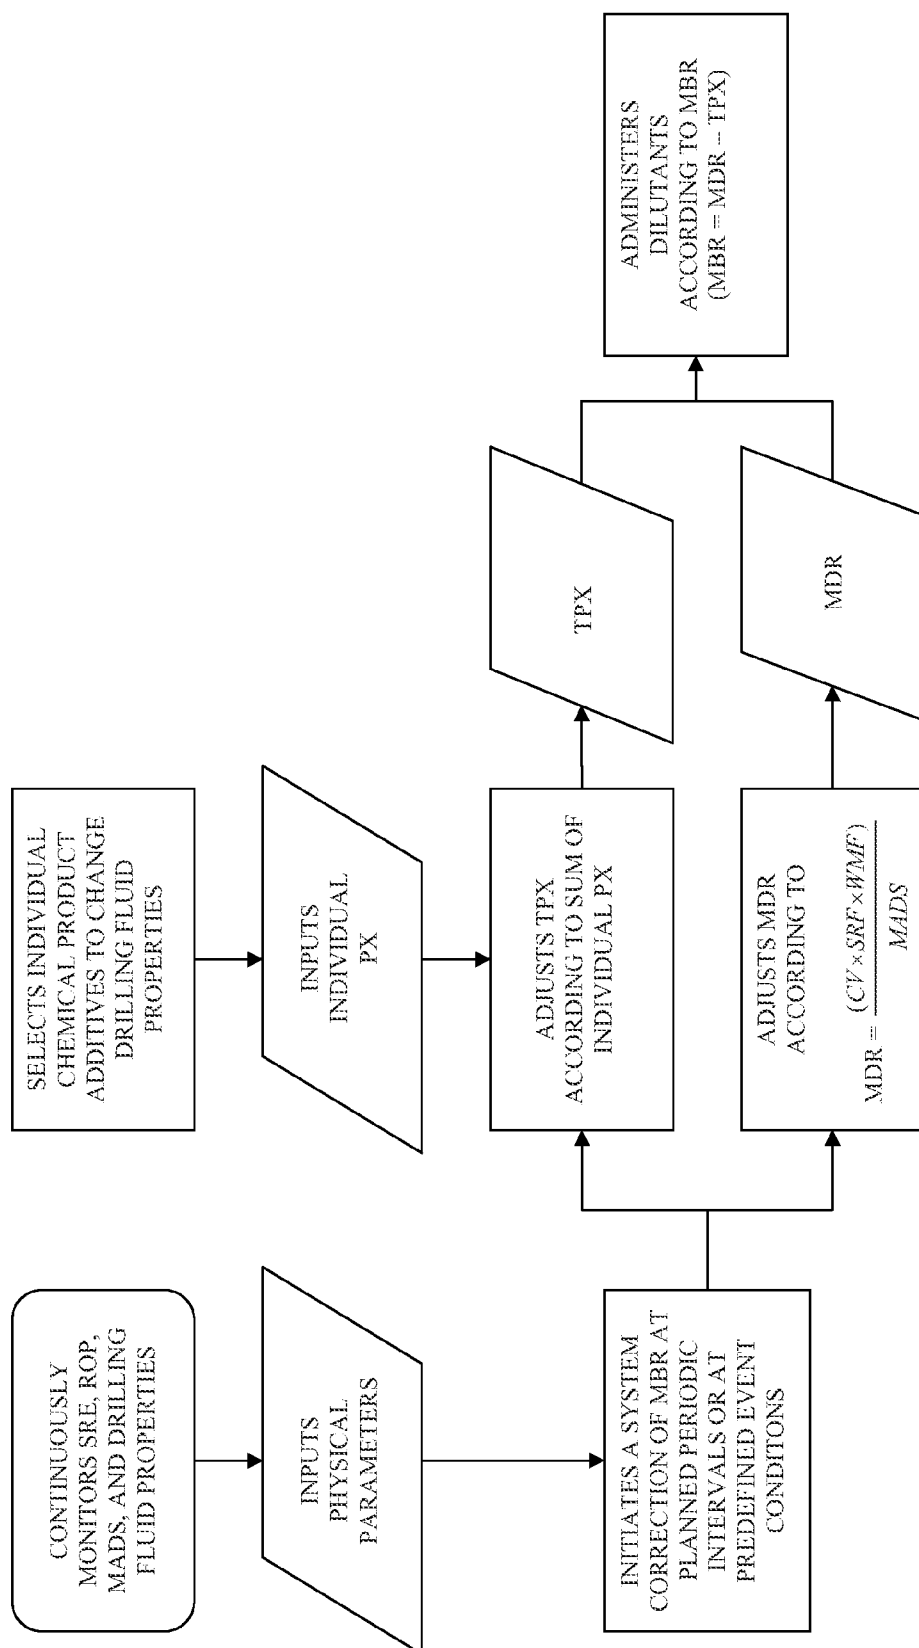 CONTINUOUSLY
MONITORS SRE, ROP,
MADS, AND DRILLING
FLUID PROPERTIES
INPUTS
PHYSICAL
PARAMETERS
INITIATES A SYSTEM
CORRECTION OF MBR AT
PLANNED PERIODIC
INTERVALS OR AT
PREDEFINED EVENT
CONDITONS
SELECTS INDIVIDUAL
CHEMICAL PRODUCT
ADDITIVES TO CHANGE
DRILLING FLUID
PROPERTIES
INPUTS
INDIVIDUAL
PX
ADJUSTS TPX
ACCORDING TO SUM OF
INDIVIDUAL PX
ADJUSTS MDR
ACCORDING TO
MDR = (CV×SRF×WMF)
MADS
TPX
MDR
ADMINISTERS
DILUTANTS
ACCORDING TO MBR
(MBR = MDR – TPX)